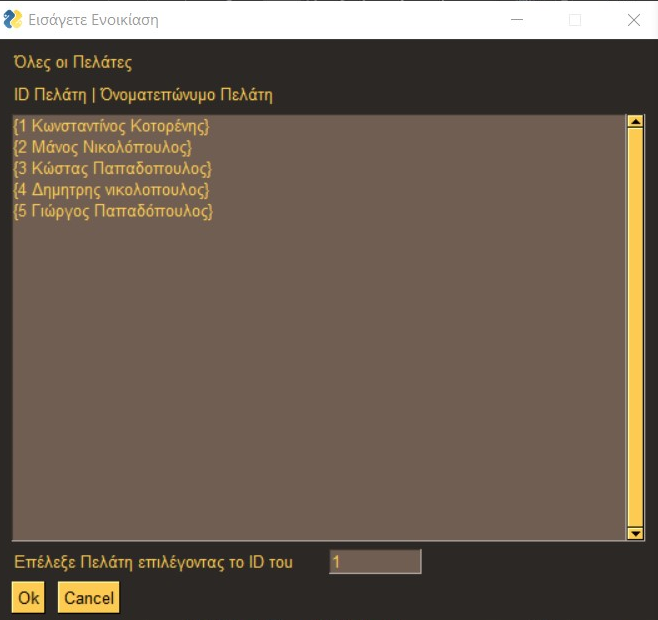 Εισάγετε Ενοικίαση
Όλες οι Πελάτες
ID Πελάτη | Όνοματεπώνυμο Πελάτη
{1 Κωνσταντίνος Κοτορένης}
{2 Μάνος Νικολόπουλος}
{3 Κώστας Παπαδοπουλος}
{4 Δημητρης νικολοπουλος}
{5 Γιώργος Παπαδόπουλος}
Επέλεξε Πελάτη επιλέγοντας το ID του 1
Ok Cancel